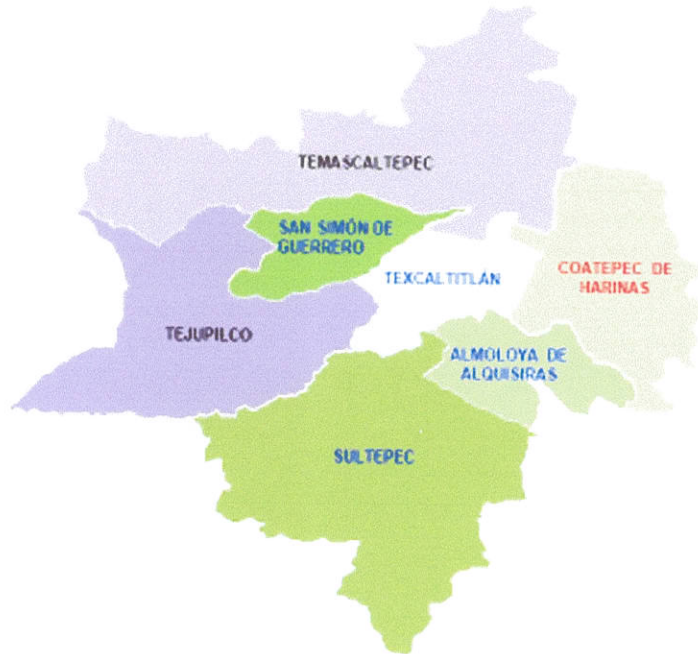 TEMASCALTEPEC
SAN SIMÓN DE
GUERRERO
TEXCALTITLÁN
COATEPEC DE
HARINAS
TEJUPILCO
ALMOLOYA DE
ALQUISIRAS
SULTEPEC